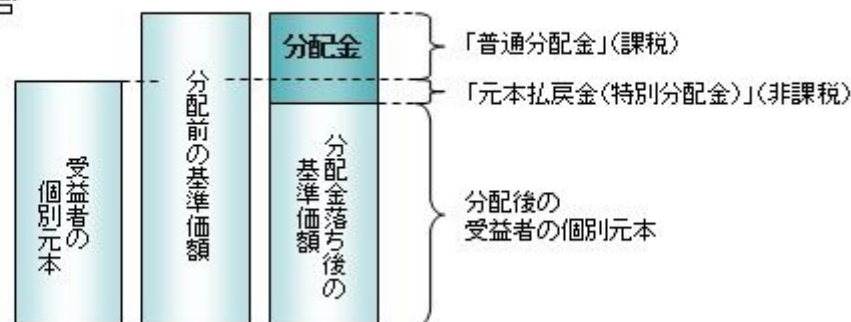 受益者の
個別元本
分配前の基準価額
分配金
分配金落ち後の
基準価額
「普通分配金」(課税)
「元本払戻金(特別分配金)」(非課税)
分配後の
受益者の個別元本